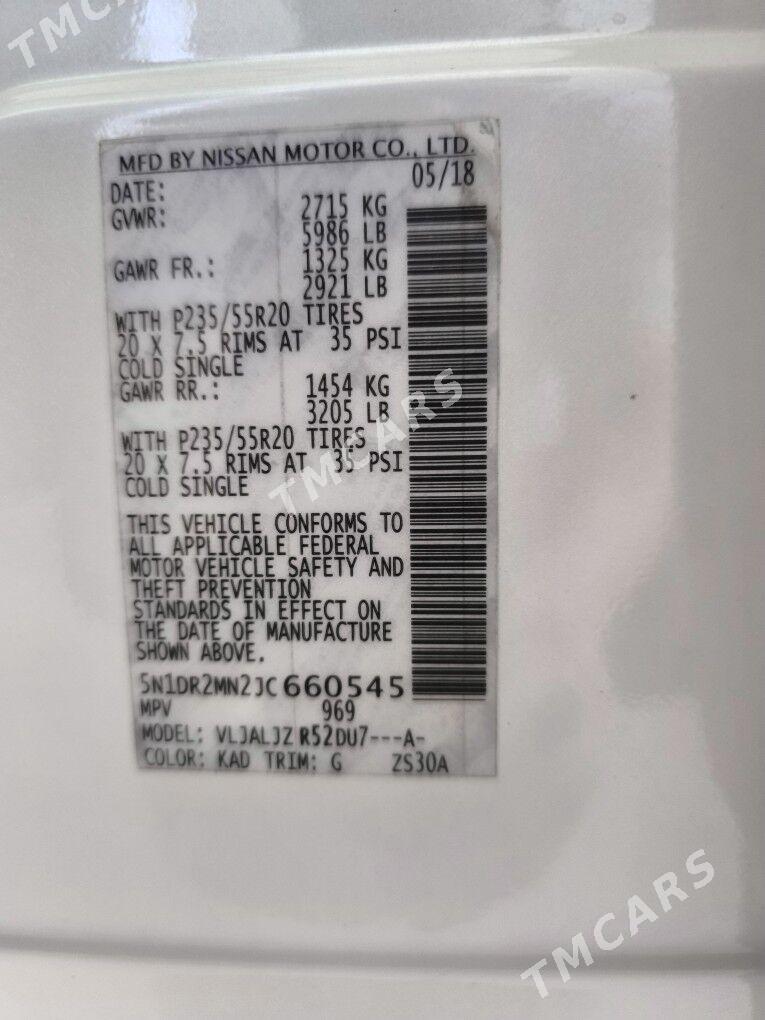 TMCARS
MFD BY NISSAN MOTOR CO., LTD.
DATE: 05/18
GVWR: 2715 KG
5986 LB
GAWR FR.: 1325 KG
2921 LB
WITH P235/55R20 TIRES
20 X 7.5 RIMS AT 35 PSI
COLD SINGLE
GAWR RR.: 1454 KG
3205 LB
WITH P235/55R20 TIRES
20 X 7.5 RIMS AT 35 PSI
COLD SINGLE
TMCARS
THIS VEHICLE CONFORMS TO
ALL APPLICABLE FEDERAL
MOTOR VEHICLE SAFETY AND
THEFT PREVENTION
STANDARDS IN EFFECT ON
THE DATE OF MANUFACTURE
SHOWN ABOVE.
5N1DR2MN2JC660545
MPV 969
MODEL: VLJALJZ R52DU7---A-
COLOR: KAD TRIM: G ZS30A
TMCARS